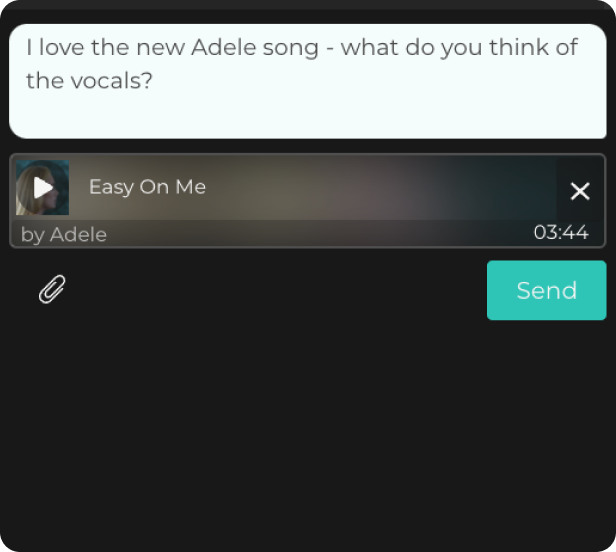 I love the new Adele song - what do you think of
the vocals?
Easy On Me
by Adele
03:44
Send